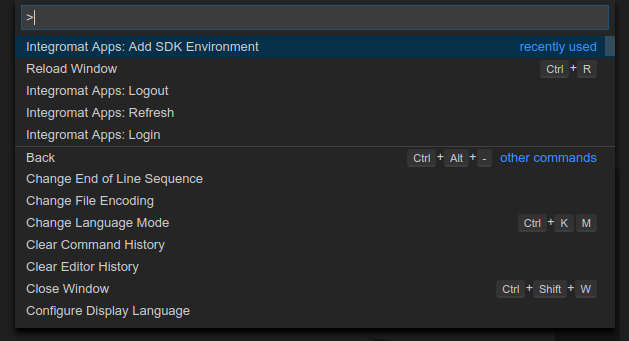 >
Integromat Apps: Add SDK Environment recently used
Reload Window Ctrl + R
Integromat Apps: Logout
Integromat Apps: Refresh
Integromat Apps: Login
Back Ctrl + Alt + - other commands
Change End of Line Sequence
Change File Encoding
Change Language Mode Ctrl + K M
Clear Command History
Clear Editor History
Close Window Ctrl + Shift + W
Configure Display Language